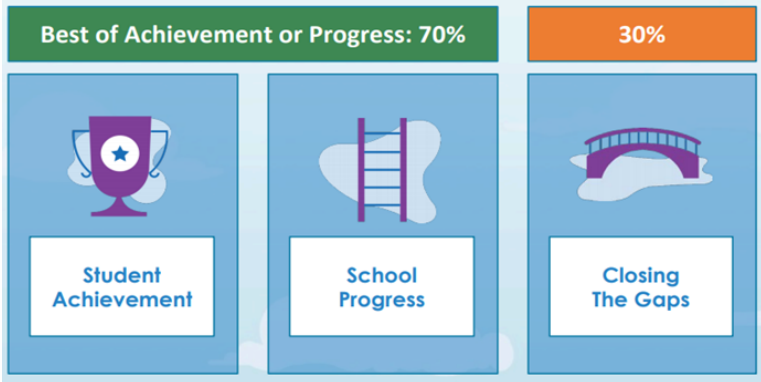 Best of Achievement or Progress: 70%
30%
Student
Achievement
School
Progress
Closing
The Gaps